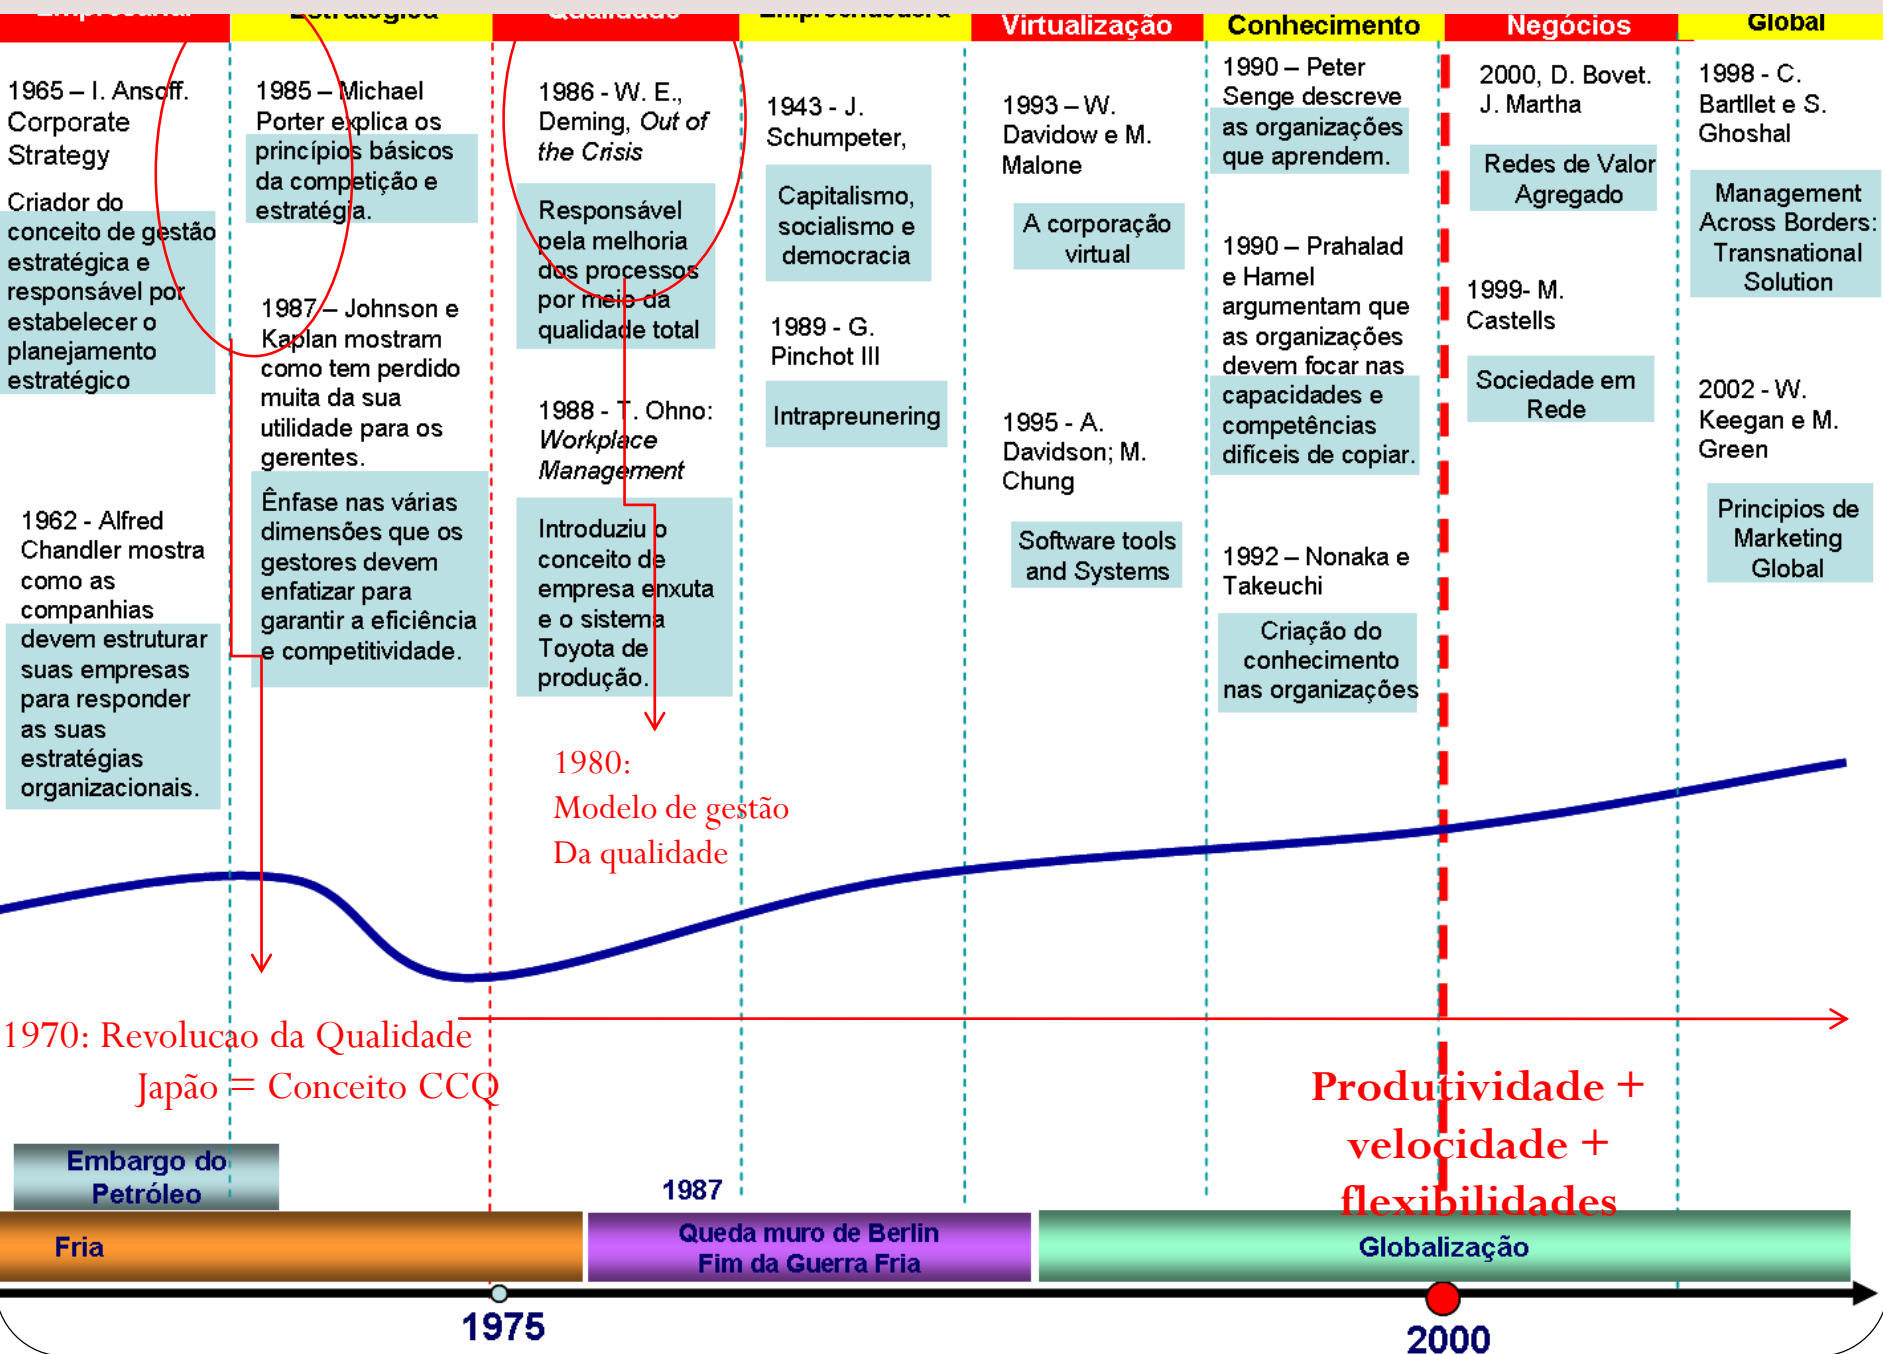 Empresarial
Estratégica
Qualidade
Empreendedora
Virtualização
Conhecimento
Negócios
Global
1965 – I. Ansoff.
Corporate
Strategy
Criador do
conceito de gestão
estratégica e
responsável por
estabelecer o
planejamento
estratégico
1962 - Alfred
Chandler mostra
como as
companhias
devem estruturar
suas empresas
para responder
as suas
estratégias
organizacionais.
1985 – Michael
Porter explica os
princípios básicos
da competição e
estratégia.
1987 – Johnson e
Kaplan mostram
como tem perdido
muita da sua
utilidade para os
gerentes.
Ênfase nas várias
dimensões que os
gestores devem
enfatizar para
garantir a eficiência
e competitividade.
1986 - W. E.,
Deming, Out of
the Crisis
Responsável
pela melhoria
dos processos
por meio da
qualidade total
1988 - T. Ohno:
Workplace
Management
Introduziu o
conceito de
empresa enxuta
e o sistema
Toyota de
produção.
1980:
Modelo de gestão
Da qualidade
1943 - J.
Schumpeter,
Capitalismo,
socialismo e
democracia
1989 - G.
Pinchot III
Intrapreunering
1993 – W.
Davidow e M.
Malone
A corporação
virtual
1995 - A.
Davidson; M.
Chung
Software tools
and Systems
1990 – Peter
Senge descreve
as organizações
que aprendem.
1990 – Prahalad
e Hamel
argumentam que
as organizações
devem focar nas
capacidades e
competências
difíceis de copiar.
1992 – Nonaka e
Takeuchi
Criação do
conhecimento
nas organizações
2000, D. Bovet.
J. Martha
Redes de Valor
Agregado
1999- M.
Castells
Sociedade em
Rede
1998 - C.
Bartllet e S.
Ghoshal
Management
Across Borders:
Transnational
Solution
2002 - W.
Keegan e M.
Green
Principios de
Marketing
Global
1970: Revolucao da Qualidade
Japão = Conceito CCQ
Produtividade +
velocidade +
flexibilidades
Embargo do
Petróleo
1987
Fria
Queda muro de Berlin
Fim da Guerra Fria
Globalização
1975
2000